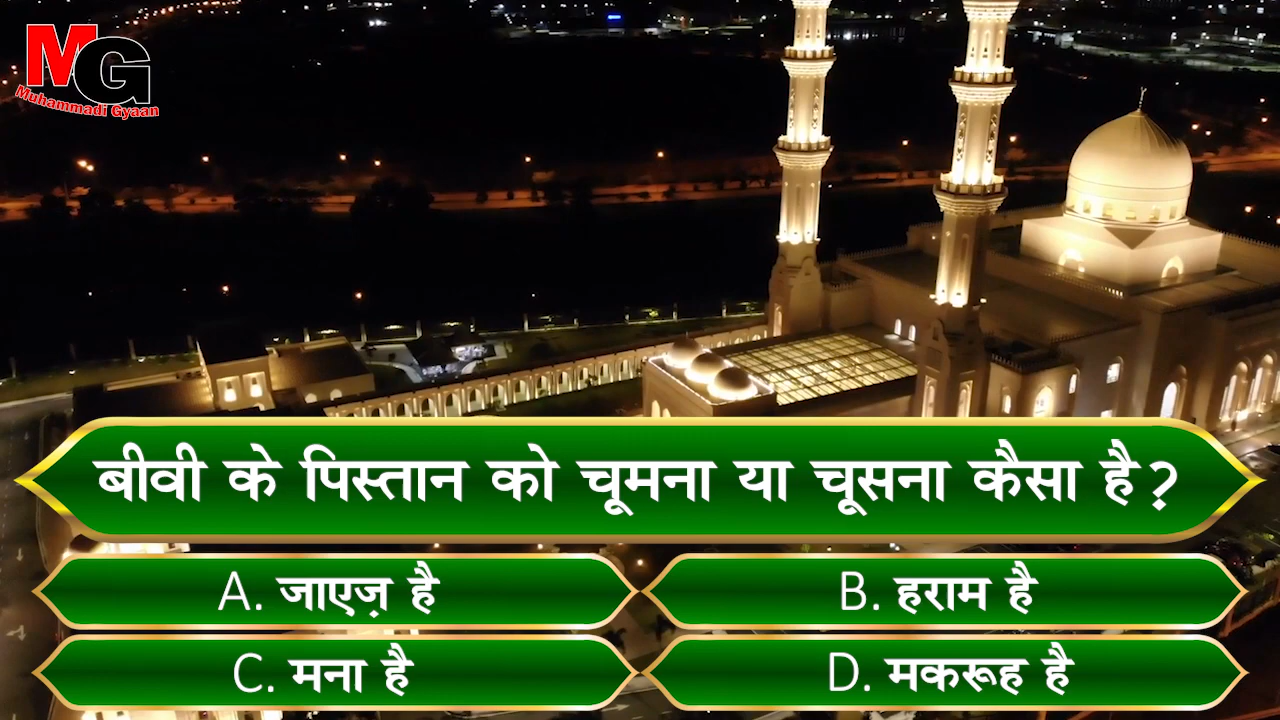 MG
Muhammadi Gyaan
बीवी के पिस्तान को चूमना या चूसना कैसा है?
A. जाएज़ है
B. हराम है
C. मना है
D. मकरूह है